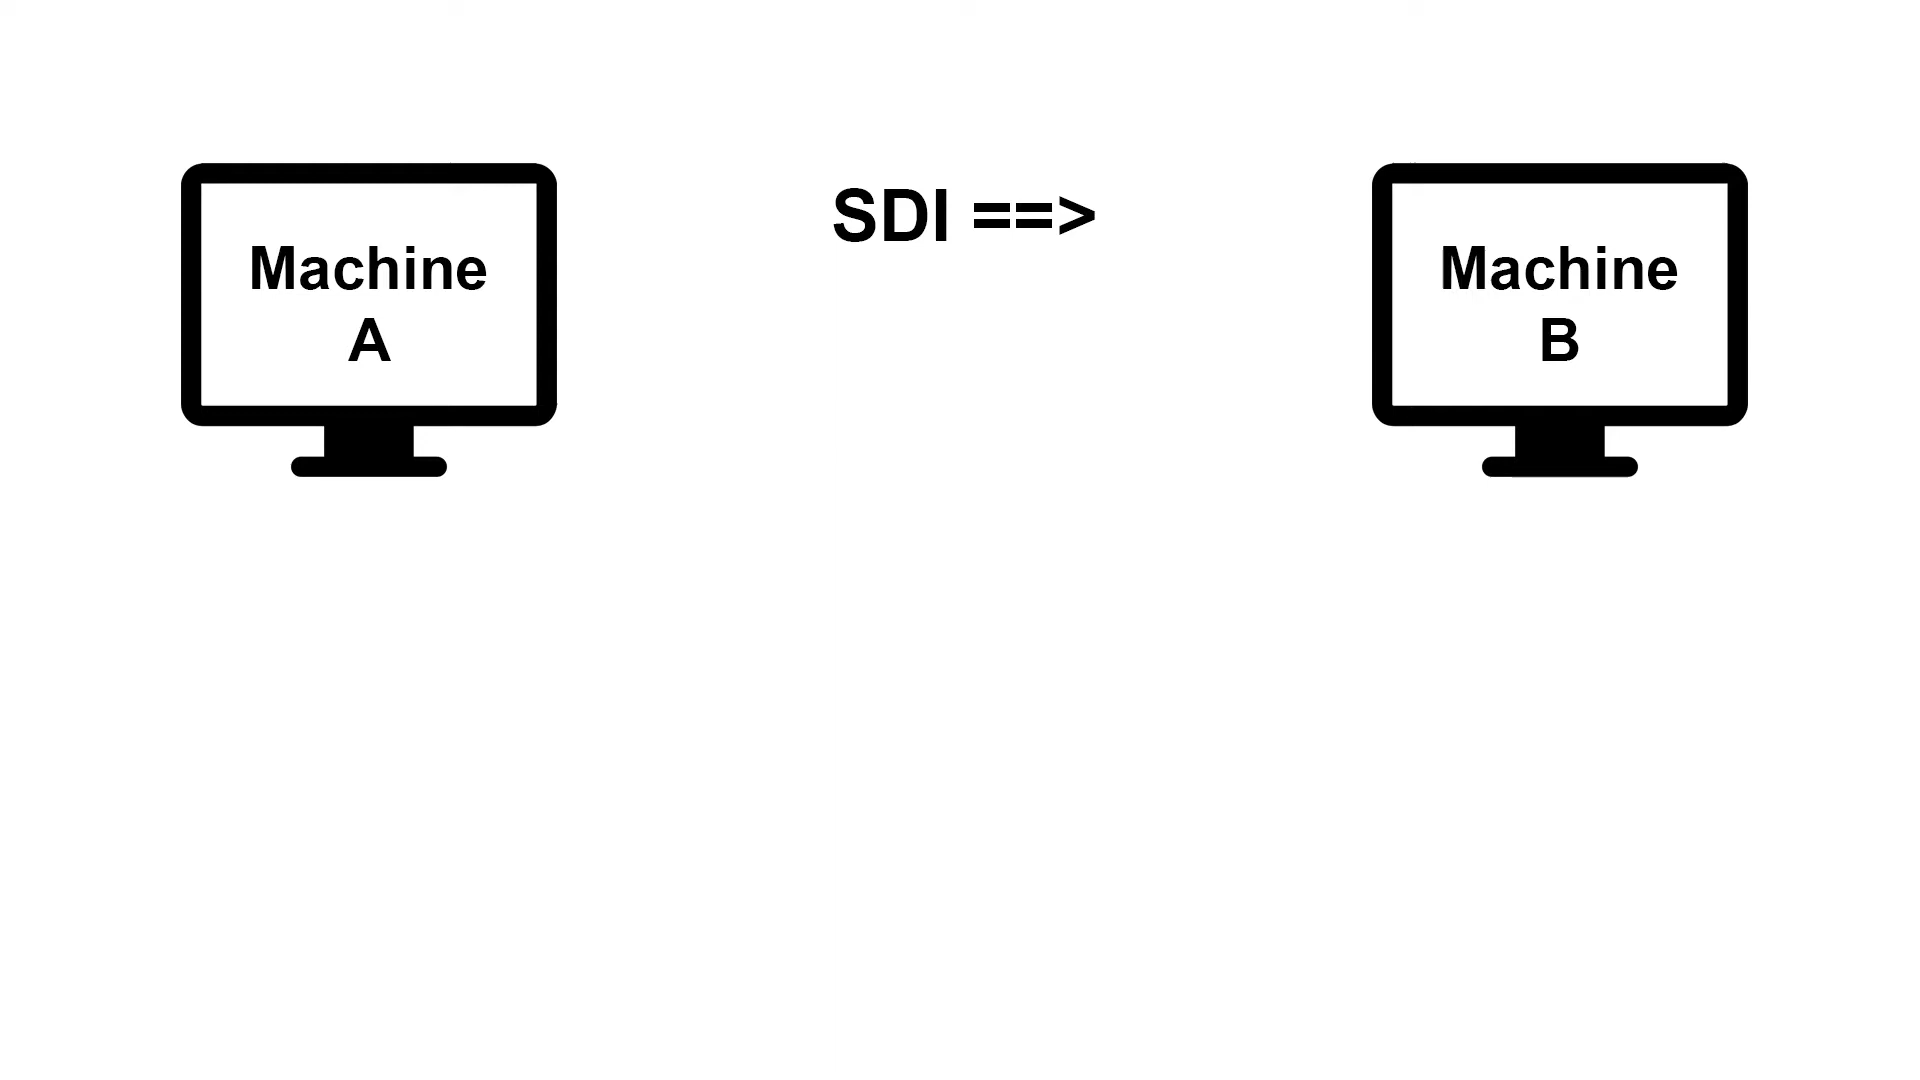 Machine
A
SDI ==>
Machine
B